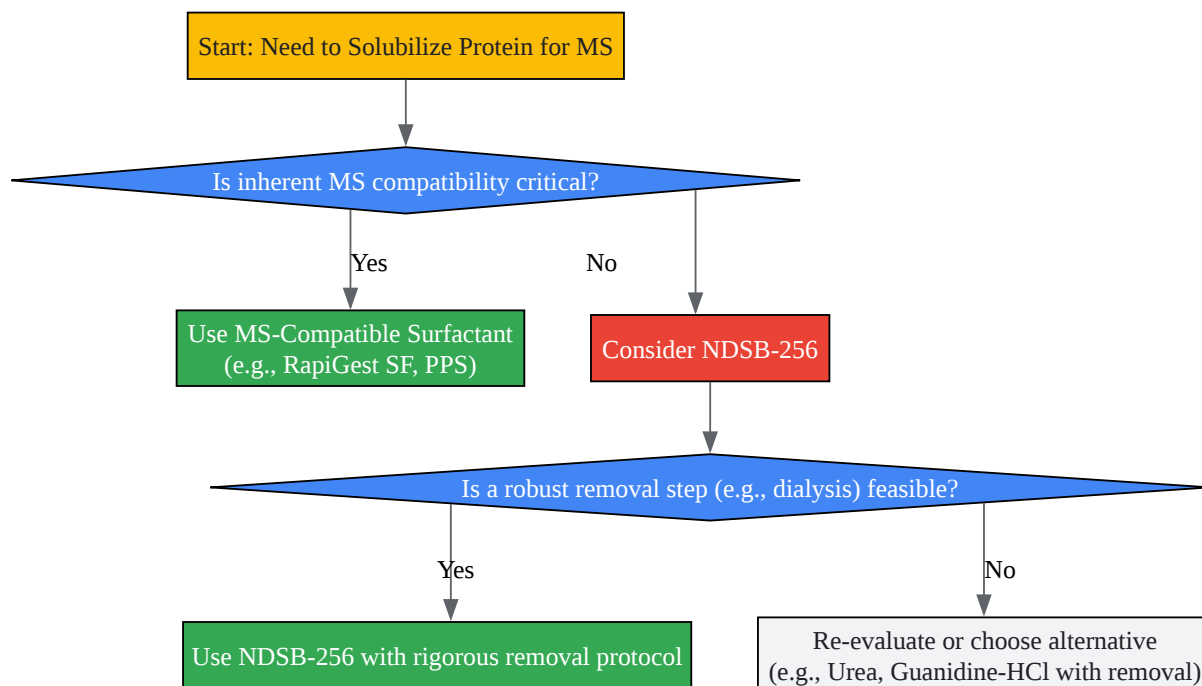 Start: Need to Solubilize Protein for MS
Is inherent MS compatibility critical?
Yes
No
Use MS-Compatible Surfactant
(e.g., RapiGest SF, PPS)
Consider NDSB-256
Is a robust removal step (e.g., dialysis) feasible?
Yes
No
Use NDSB-256 with rigorous removal protocol
Re-evaluate or choose alternative
(e.g., Urea, Guanidine-HCl with removal)